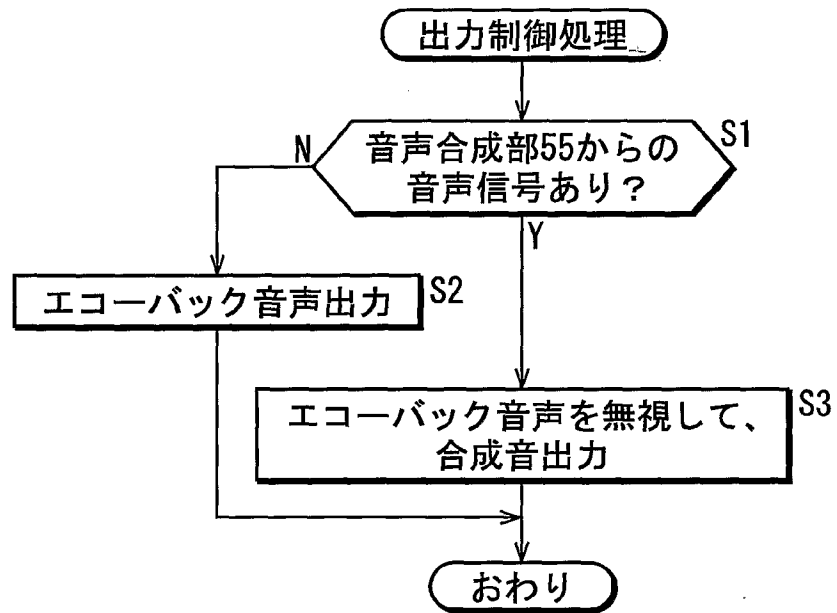 出力制御処理
音声合成部55からの
音声信号あり？
S1
N
Y
エコーバック音声出力
S2
エコーバック音声を無視して、
合成音出力
S3
おわり